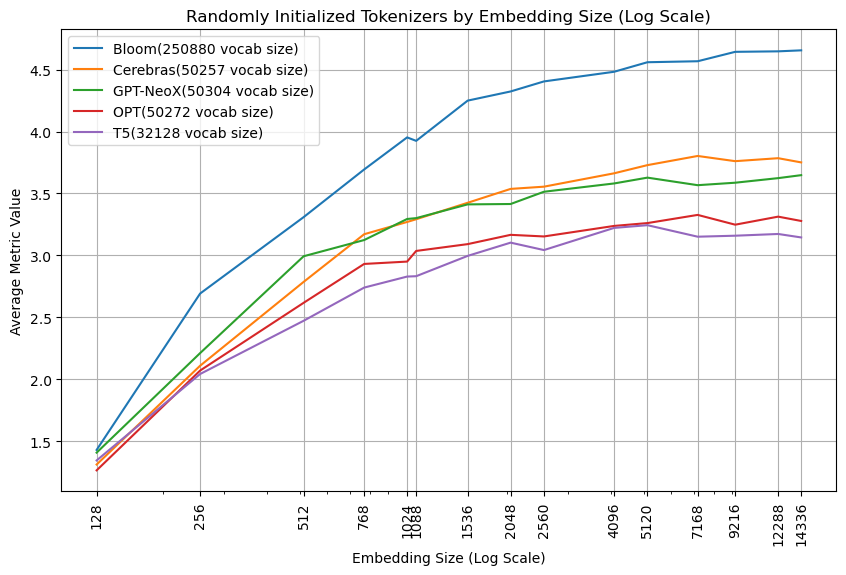 Randomly Initialized Tokenizers by Embedding Size (Log Scale)
Bloom(250880 vocab size)
Cerebras(50257 vocab size)
GPT-NeoX(50304 vocab size)
OPT(50272 vocab size)
T5(32128 vocab size)
Average Metric Value
4.5
4.0
3.5
3.0
2.5
2.0
1.5
128
256
512
768
1024
1088
1536
2048
2560
4096
5120
7168
9216
12288
14336
Embedding Size (Log Scale)